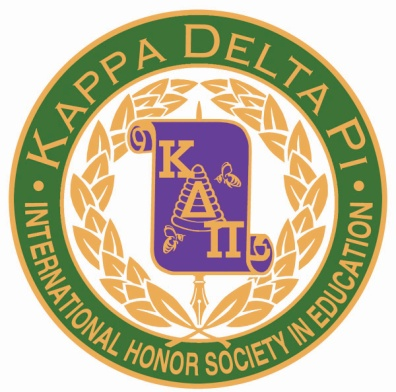 KAPPA DELTA PI
ΚΔΠ
• INTERNATIONAL HONOR SOCIETY IN EDUCATION •